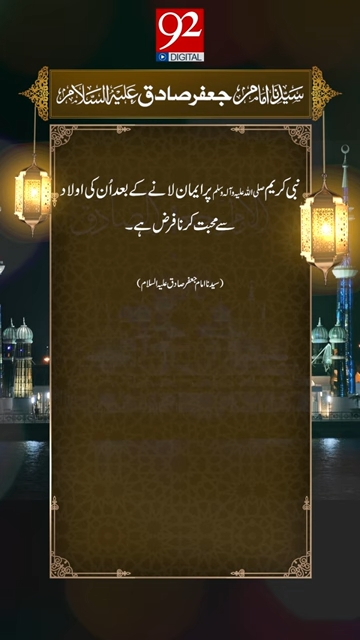 92
DIGITAL
سیدنا امام جعفر صادق علیہ السلام
نبی کریم صلی اللہ علیہ وآلہ وسلم پر ایمان لانے کے بعد اُن کی اولاد
سے محبت کرنا فرض ہے۔
(سیدنا امام جعفر صادق علیہ السلام)